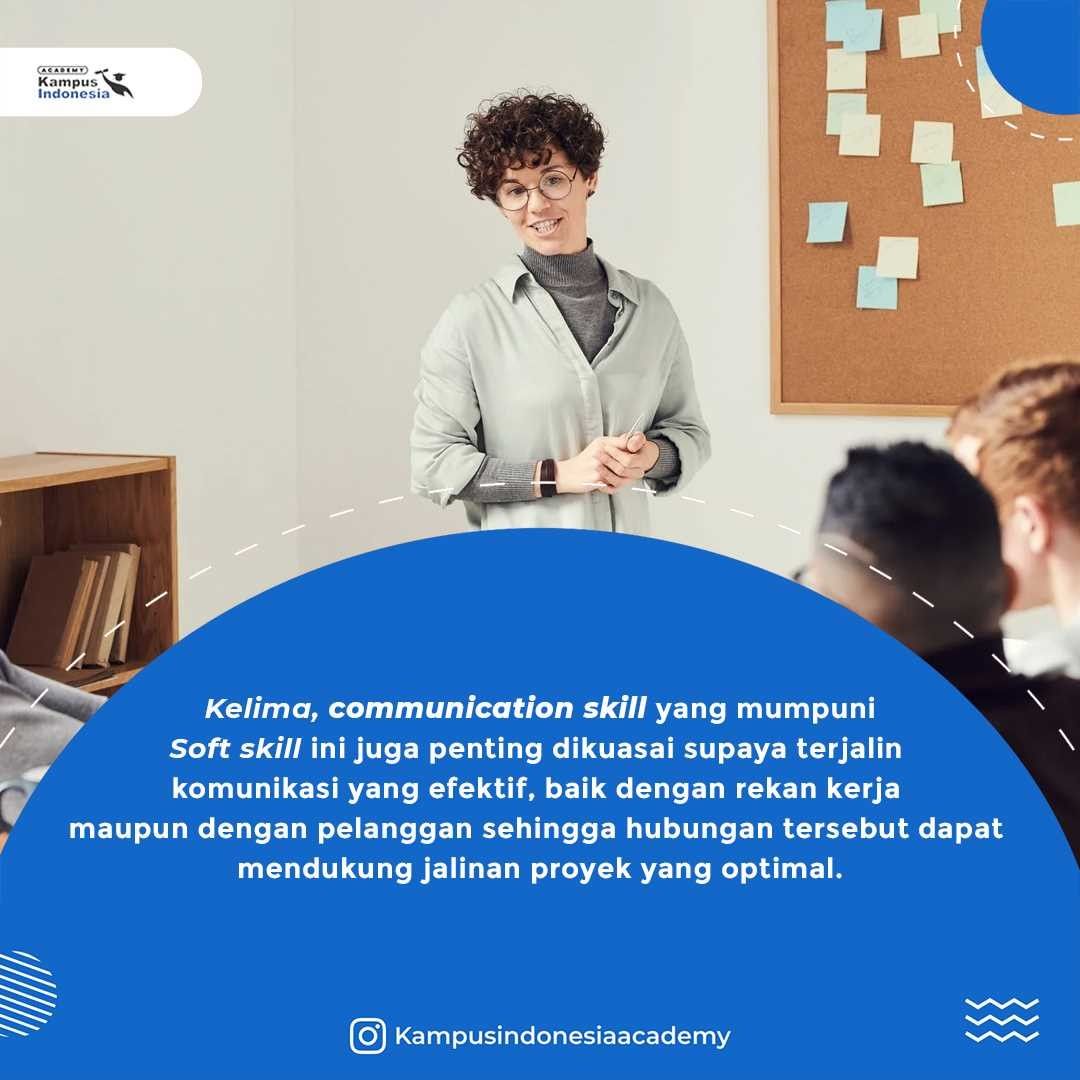 ACADEMY
Kampus
Indonesia
Kelima, communication skill yang mumpuni
Soft skill ini juga penting dikuasai supaya terjalin
komunikasi yang efektif, baik dengan rekan kerja
maupun dengan pelanggan sehingga hubungan tersebut dapat
mendukung jalinan proyek yang optimal.
Kampusindonesiaacademy